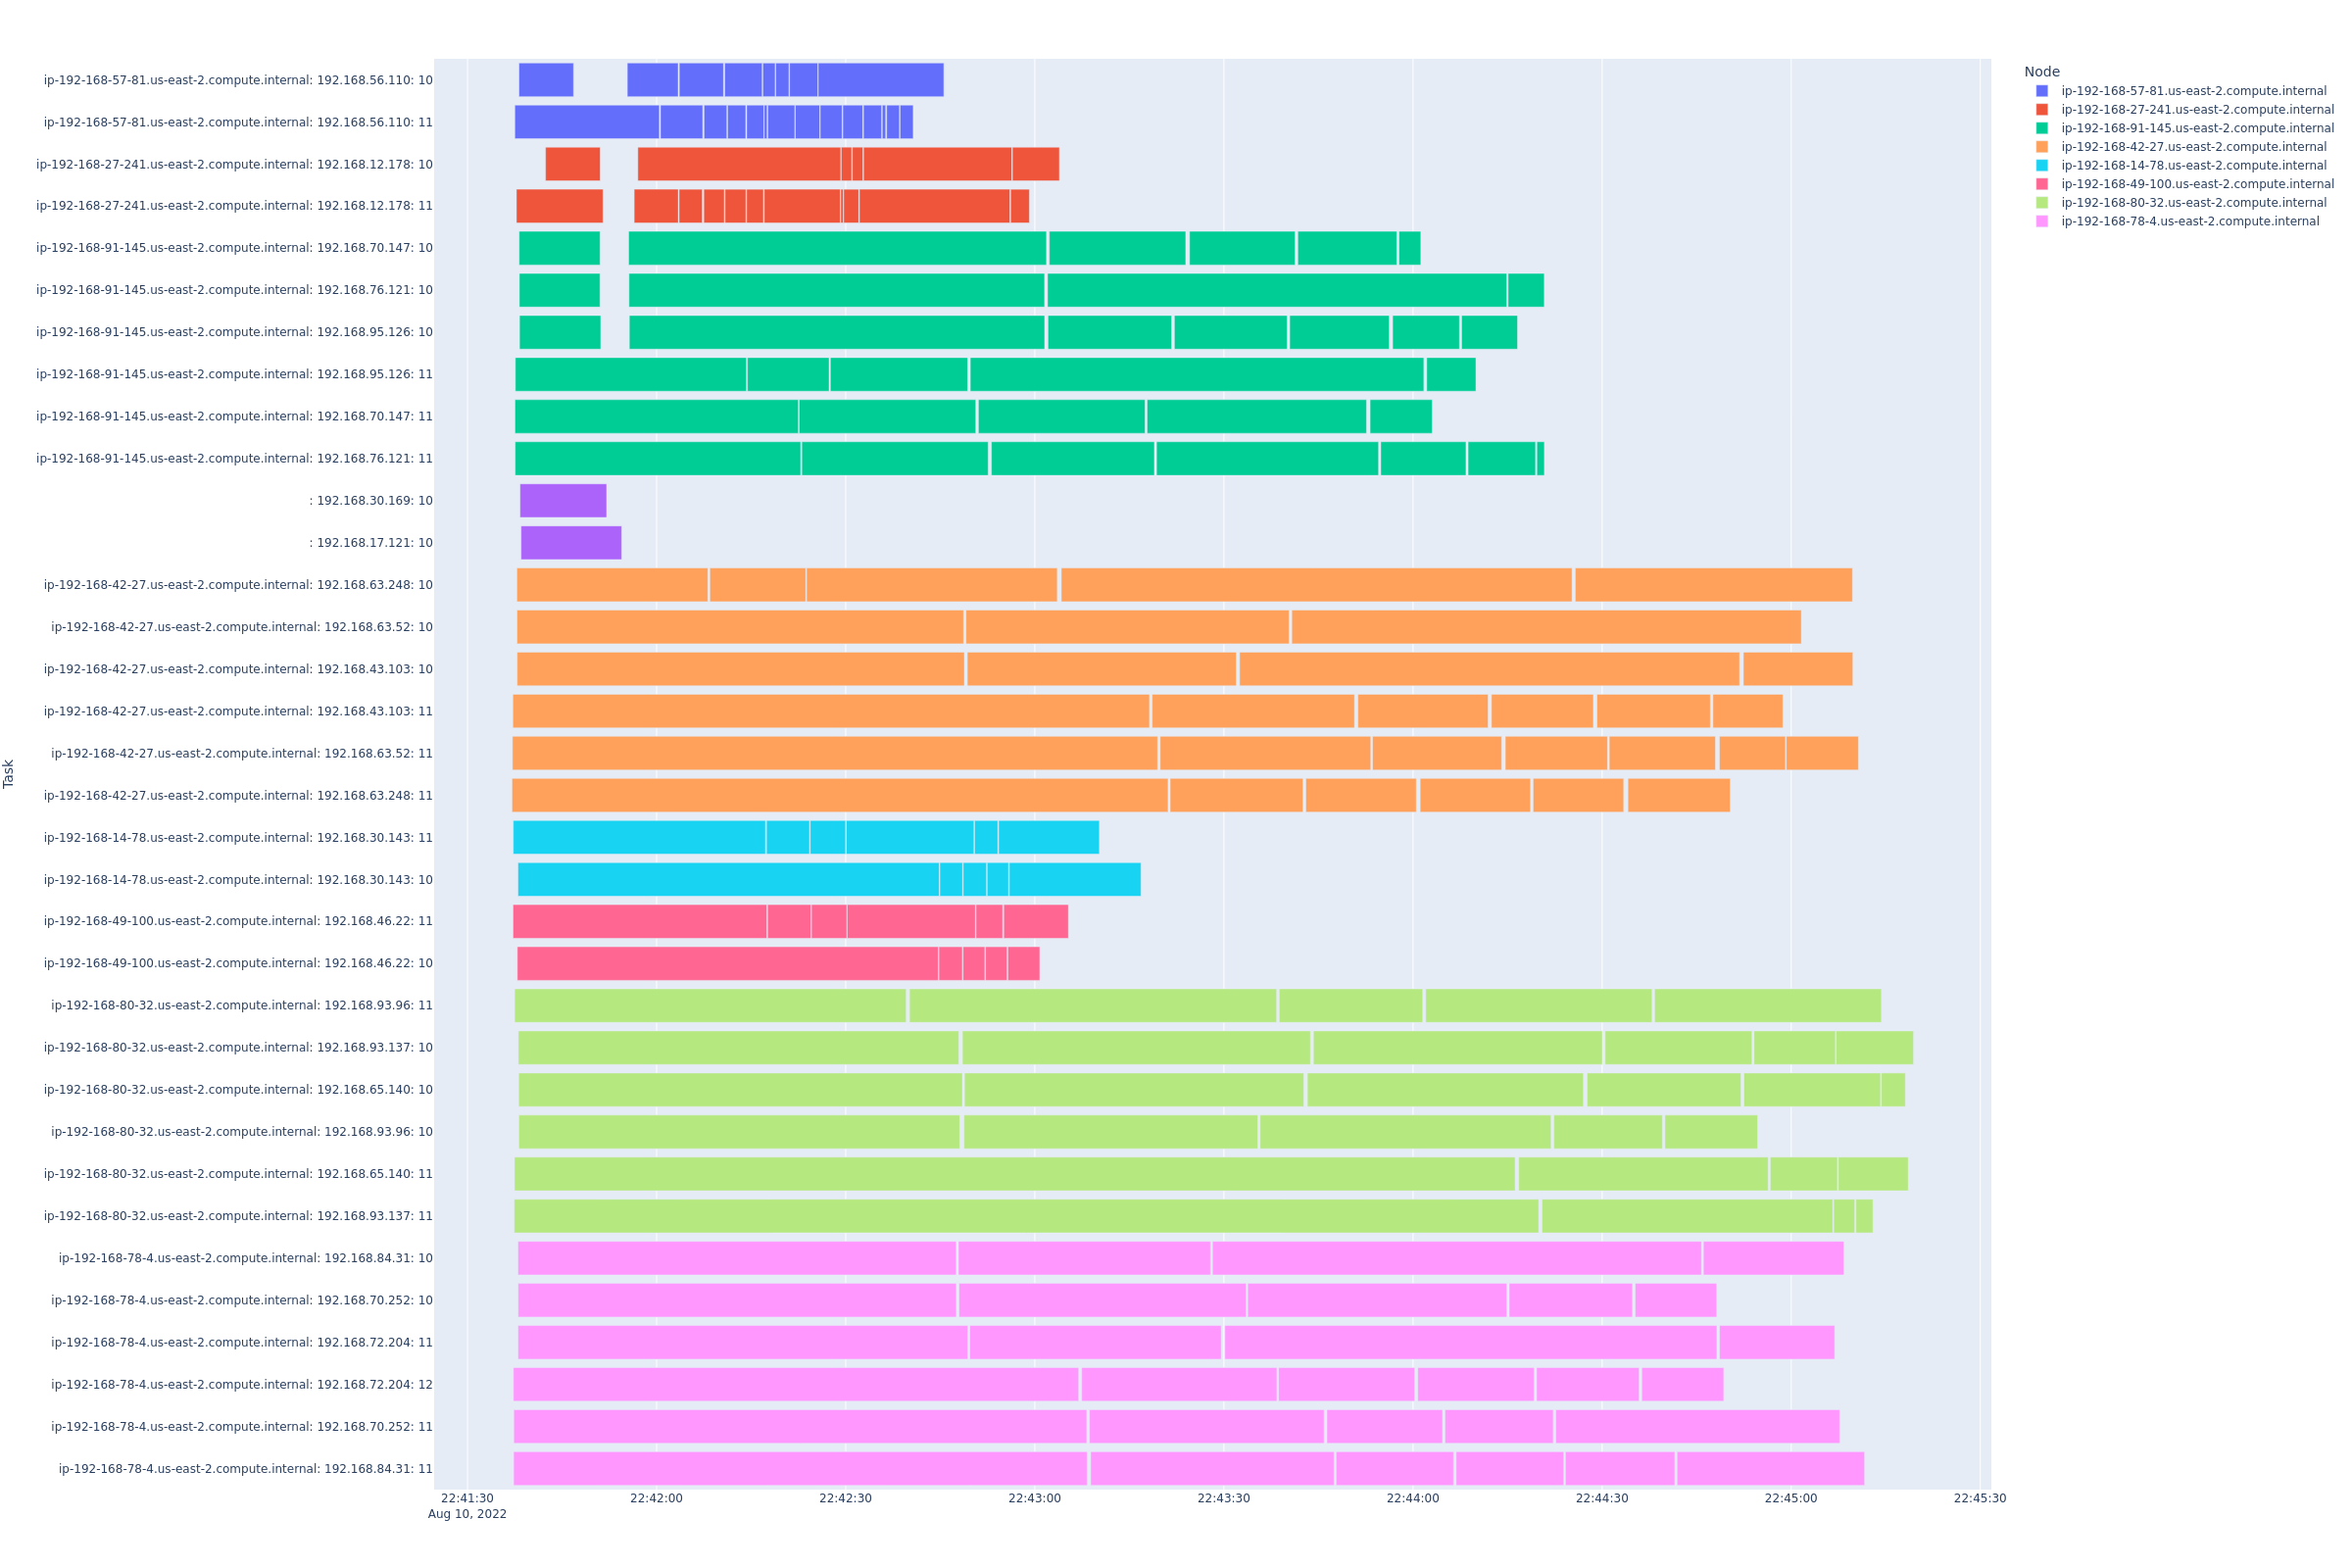 ip-192-168-57-81.us-east-2.compute.internal: 192.168.56.110: 10
ip-192-168-57-81.us-east-2.compute.internal: 192.168.56.110: 11
ip-192-168-27-241.us-east-2.compute.internal: 192.168.12.178: 10
ip-192-168-27-241.us-east-2.compute.internal: 192.168.12.178: 11
ip-192-168-91-145.us-east-2.compute.internal: 192.168.70.147: 10
ip-192-168-91-145.us-east-2.compute.internal: 192.168.76.121: 10
ip-192-168-91-145.us-east-2.compute.internal: 192.168.95.126: 10
ip-192-168-91-145.us-east-2.compute.internal: 192.168.95.126: 11
ip-192-168-91-145.us-east-2.compute.internal: 192.168.70.147: 11
ip-192-168-91-145.us-east-2.compute.internal: 192.168.76.121: 11
: 192.168.30.169: 10
: 192.168.17.121: 10
ip-192-168-42-27.us-east-2.compute.internal: 192.168.63.248: 10
ip-192-168-42-27.us-east-2.compute.internal: 192.168.63.52: 10
ip-192-168-42-27.us-east-2.compute.internal: 192.168.43.103: 10
ip-192-168-42-27.us-east-2.compute.internal: 192.168.43.103: 11
ip-192-168-42-27.us-east-2.compute.internal: 192.168.63.52: 11
ip-192-168-42-27.us-east-2.compute.internal: 192.168.63.248: 11
ip-192-168-14-78.us-east-2.compute.internal: 192.168.30.143: 11
ip-192-168-14-78.us-east-2.compute.internal: 192.168.30.143: 10
ip-192-168-49-100.us-east-2.compute.internal: 192.168.46.22: 11
ip-192-168-49-100.us-east-2.compute.internal: 192.168.46.22: 10
ip-192-168-80-32.us-east-2.compute.internal: 192.168.93.96: 11
ip-192-168-80-32.us-east-2.compute.internal: 192.168.93.137: 10
ip-192-168-80-32.us-east-2.compute.internal: 192.168.65.140: 10
ip-192-168-80-32.us-east-2.compute.internal: 192.168.93.96: 10
ip-192-168-80-32.us-east-2.compute.internal: 192.168.65.140: 11
ip-192-168-80-32.us-east-2.compute.internal: 192.168.93.137: 11
ip-192-168-78-4.us-east-2.compute.internal: 192.168.84.31: 10
ip-192-168-78-4.us-east-2.compute.internal: 192.168.70.252: 10
ip-192-168-78-4.us-east-2.compute.internal: 192.168.72.204: 11
ip-192-168-78-4.us-east-2.compute.internal: 192.168.72.204: 12
ip-192-168-78-4.us-east-2.compute.internal: 192.168.70.252: 11
ip-192-168-78-4.us-east-2.compute.internal: 192.168.84.31: 11
Task
22:41:30 22:42:00 22:42:30 22:43:00 22:43:30 22:44:00 22:44:30 22:45:00 22:45:30
Aug 10, 2022
Node
ip-192-168-57-81.us-east-2.compute.internal
ip-192-168-27-241.us-east-2.compute.internal
ip-192-168-91-145.us-east-2.compute.internal
ip-192-168-42-27.us-east-2.compute.internal
ip-192-168-14-78.us-east-2.compute.internal
ip-192-168-49-100.us-east-2.compute.internal
ip-192-168-80-32.us-east-2.compute.internal
ip-192-168-78-4.us-east-2.compute.internal